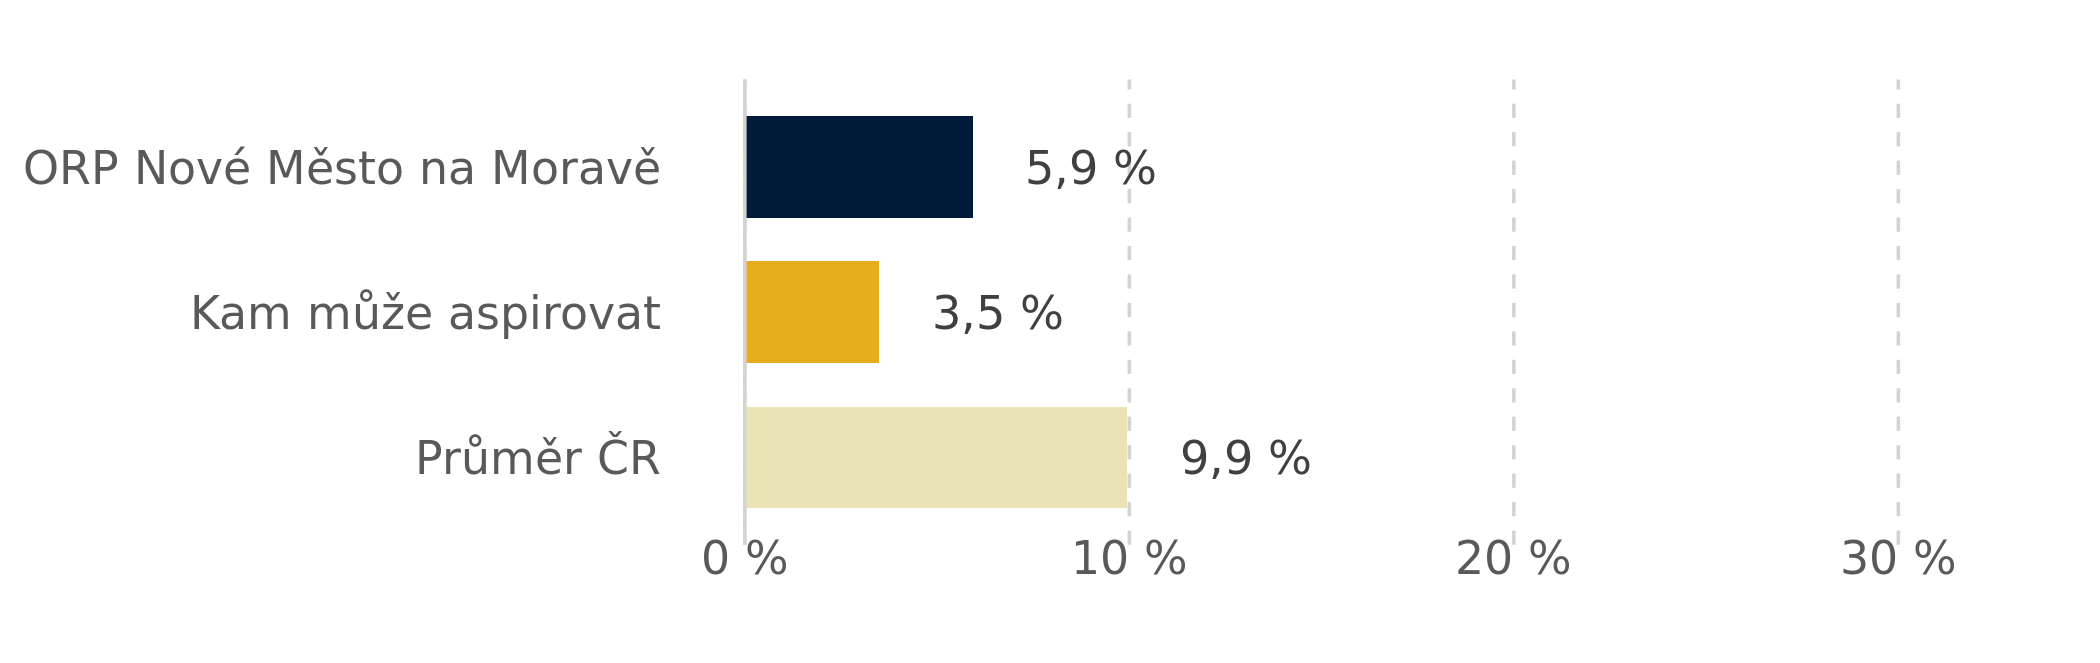 ORP Nové Město na Moravě
5,9 %
Kam může aspirovat
3,5 %
Průměr ČR
9,9 %
0 %
10 %
20 %
30 %